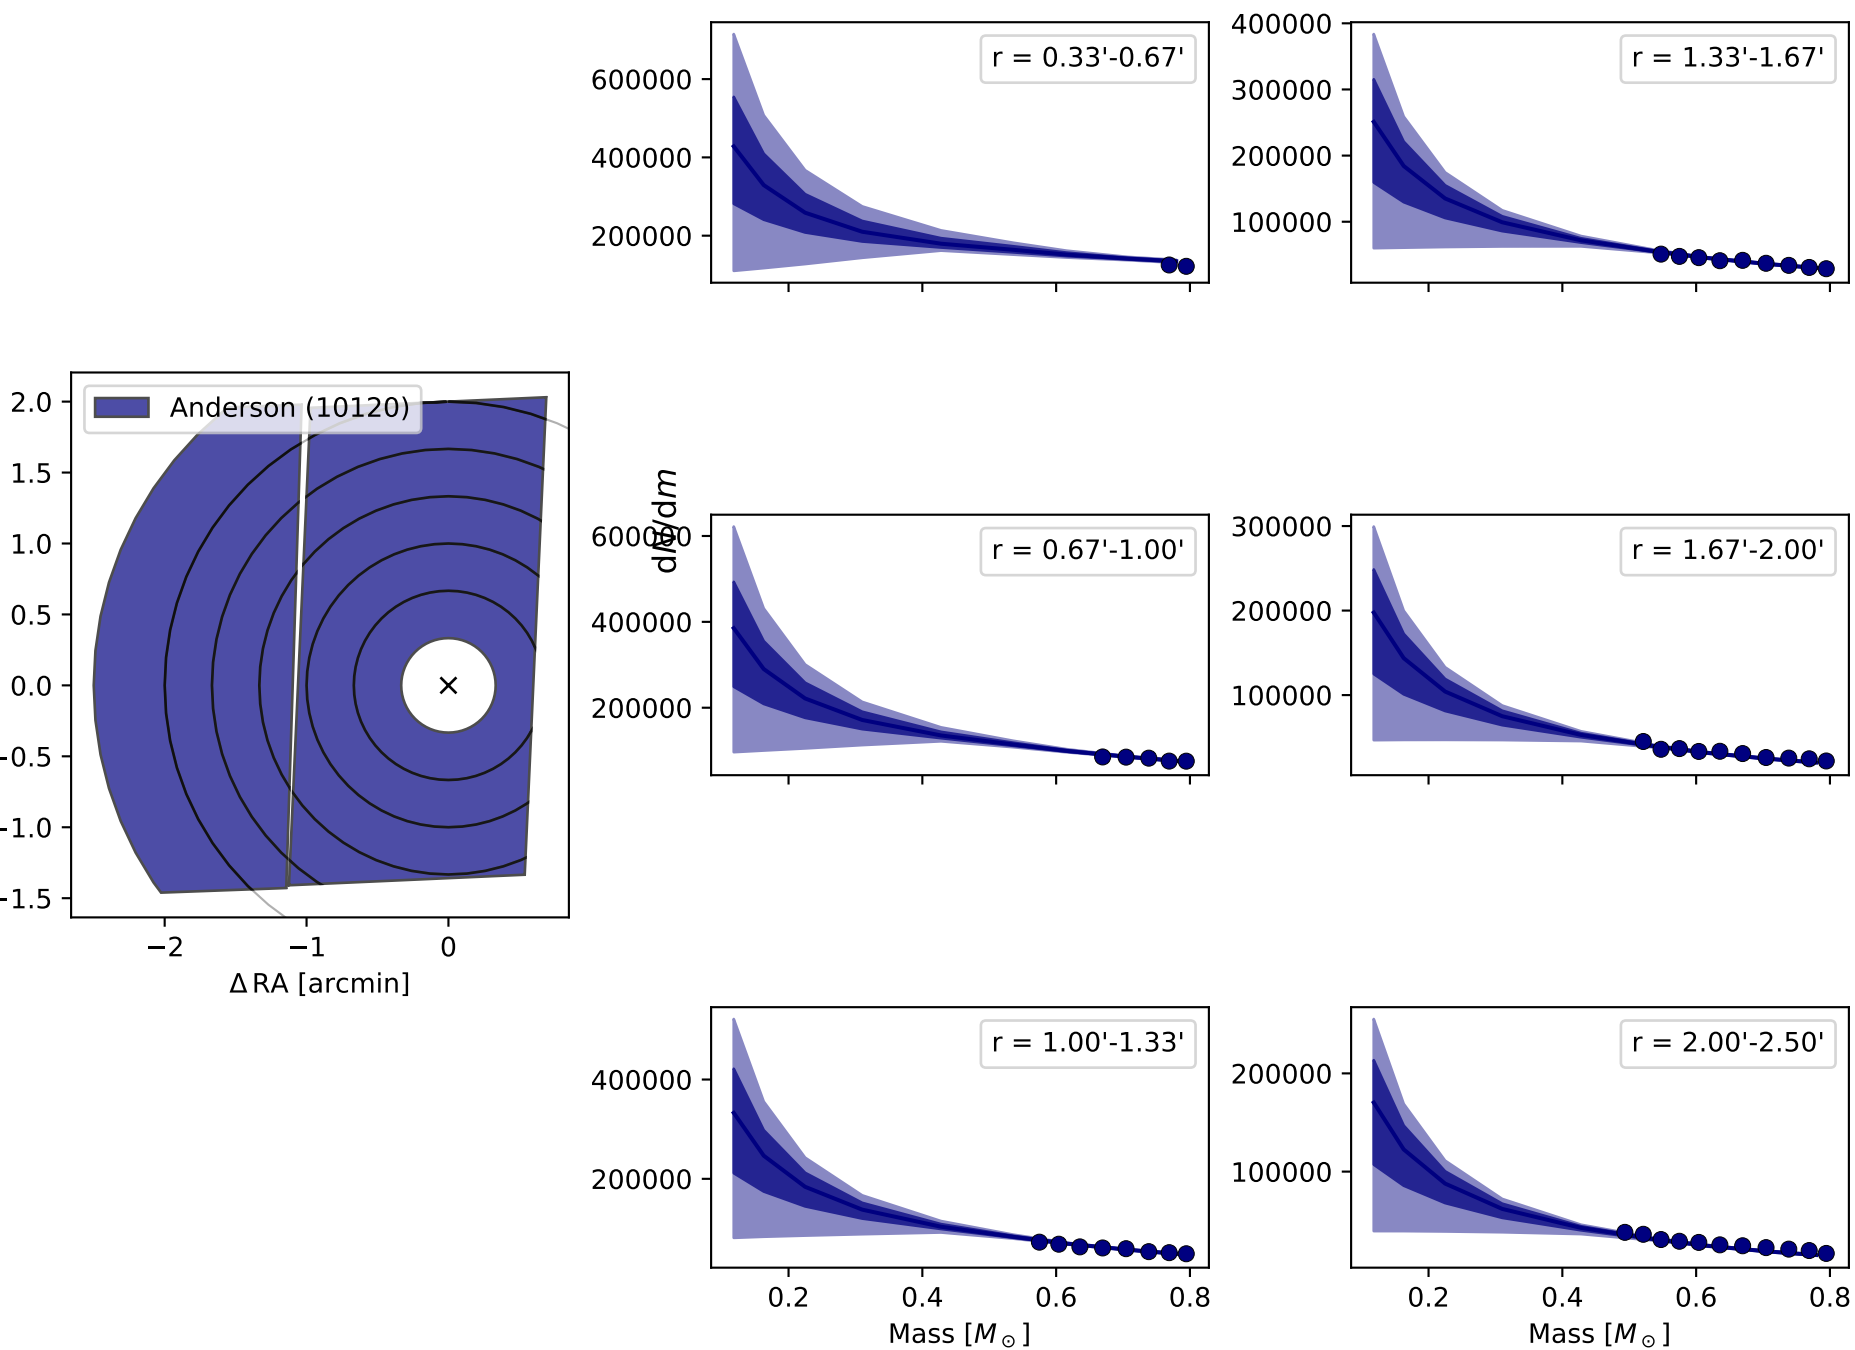 Anderson (10120)
2.0
1.5
1.0
0.5
0.0
−0.5
−1.0
−1.5
−2 −1 0
Δ RA [arcmin]
dN/dm
r = 0.33'-0.67'
600000
400000
200000
r = 0.67'-1.00'
600000
400000
200000
r = 1.00'-1.33'
400000
200000
0.2 0.4 0.6 0.8
Mass [M⊙]
r = 1.33'-1.67'
400000
300000
200000
100000
r = 1.67'-2.00'
300000
200000
100000
r = 2.00'-2.50'
200000
100000
0.2 0.4 0.6 0.8
Mass [M⊙]